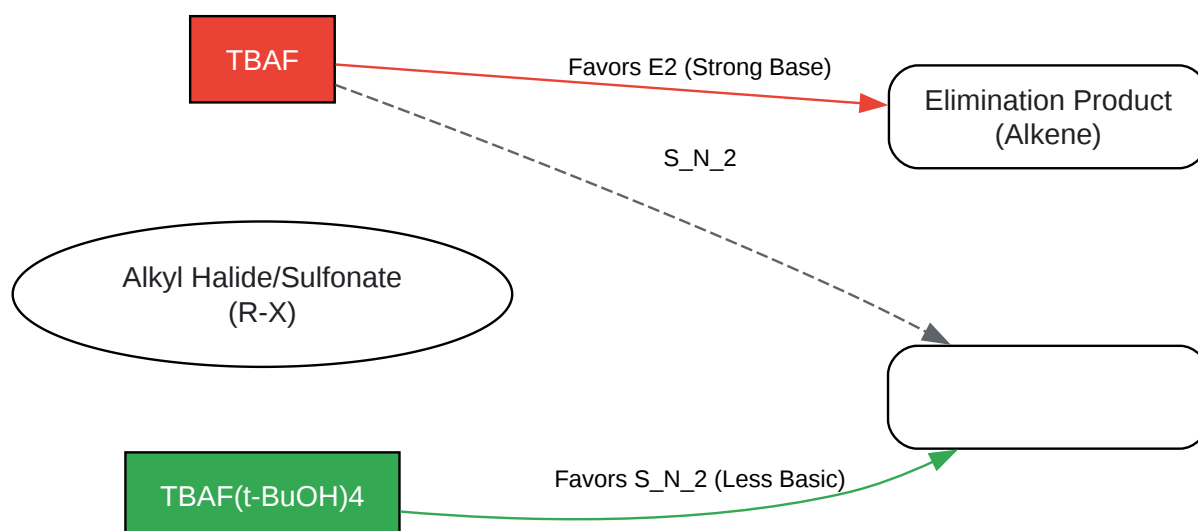 TBAF
Favors E2 (Strong Base)
Elimination Product
(Alkene)
S_N_2
Alkyl Halide/Sulfonate
(R-X)
TBAF(t-BuOH)4
Favors S_N_2 (Less Basic)